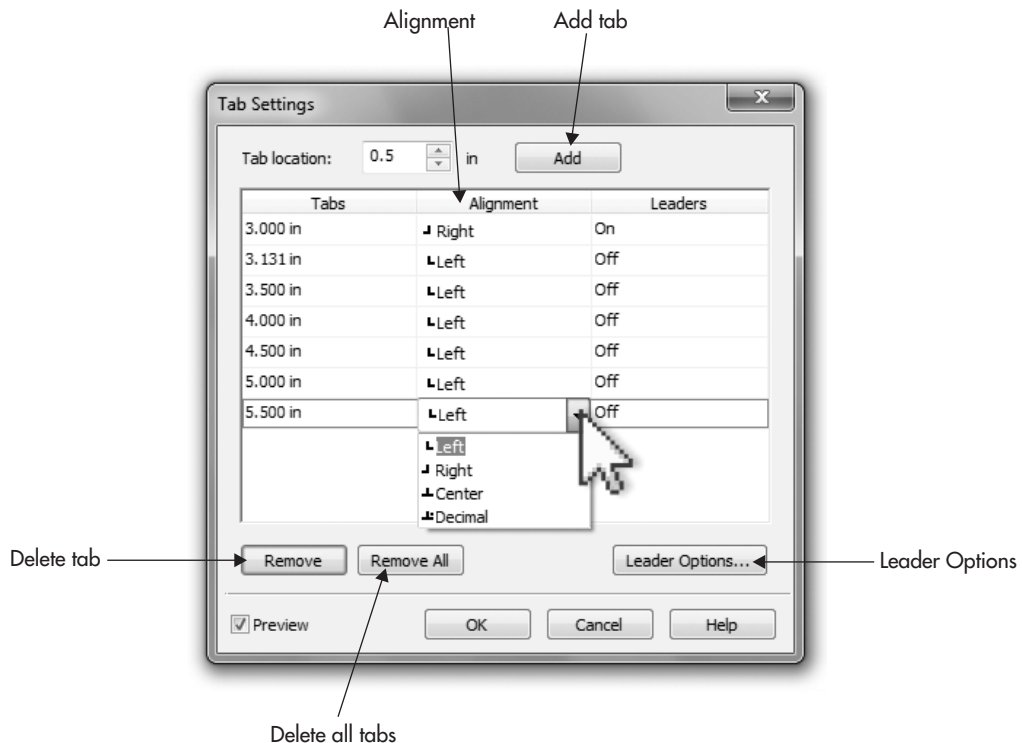 Alignment Add tab
Tab Settings
x
Tab location: 0.5 in Add
Tabs Alignment Leaders
3.000 in Right On
3.131 in Left Off
3.500 in Left Off
4.000 in Left Off
4.500 in Left Off
5.000 in Left Off
5.500 in Left Off
Left
Right
Center
Decimal
Delete tab Remove Remove All Leader Options... Leader Options
Preview OK Cancel Help
Delete all tabs